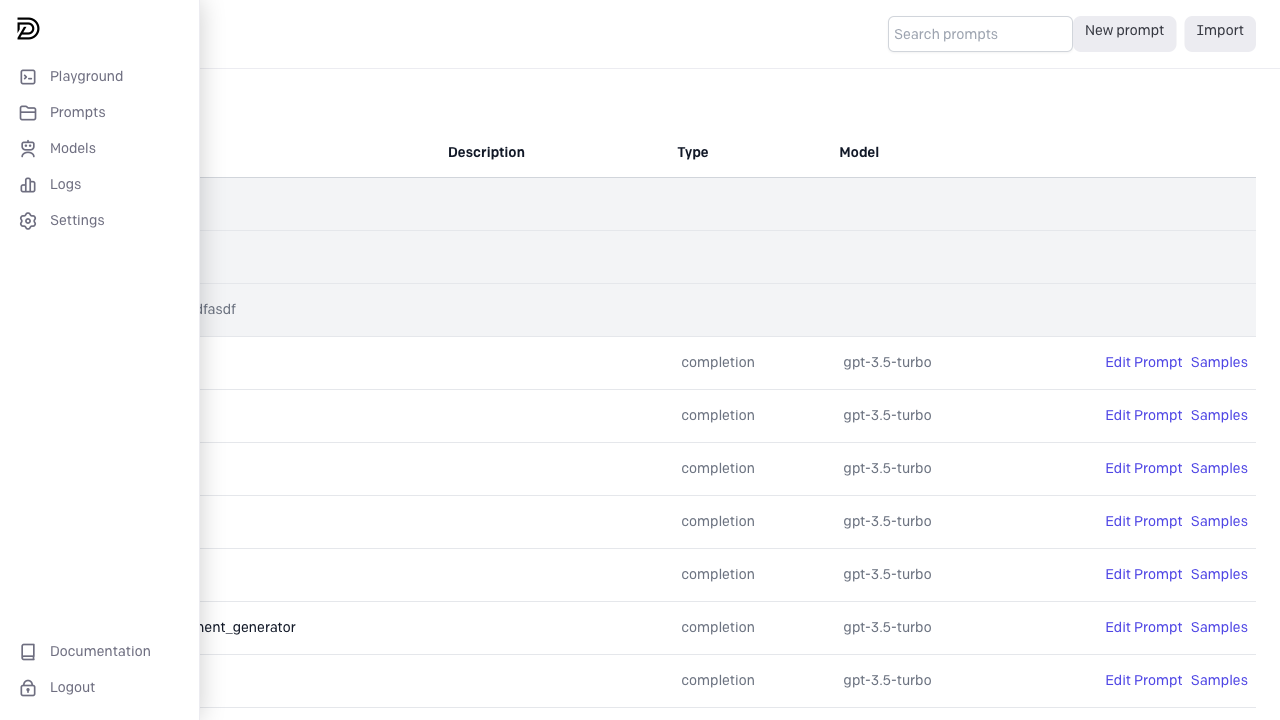 Search prompts
New prompt
Import
Playground
Prompts
Models
Logs
Settings
Description Type Model
dfasdf
completion gpt-3.5-turbo Edit Prompt Samples
completion gpt-3.5-turbo Edit Prompt Samples
completion gpt-3.5-turbo Edit Prompt Samples
completion gpt-3.5-turbo Edit Prompt Samples
completion gpt-3.5-turbo Edit Prompt Samples
ment_generator completion gpt-3.5-turbo Edit Prompt Samples
completion gpt-3.5-turbo Edit Prompt Samples
Documentation
Logout